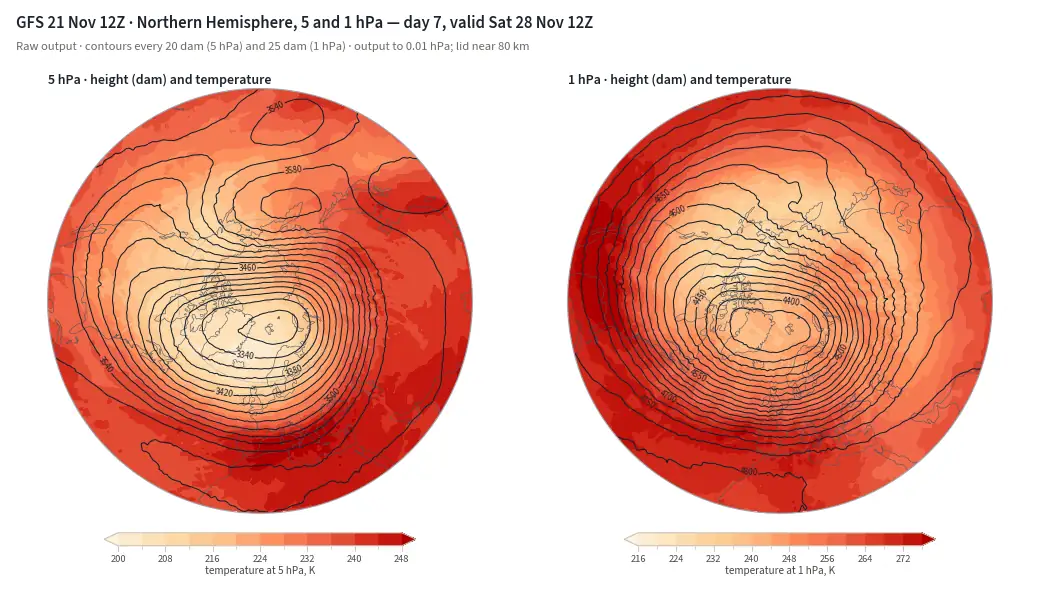 GFS 21 Nov 12Z · Northern Hemisphere, 5 and 1 hPa — day 7, valid Sat 28 Nov 12Z
Raw output · contours every 20 dam (5 hPa) and 25 dam (1 hPa) · output to 0.01 hPa; lid near 80 km
5 hPa · height (dam) and temperature
1 hPa · height (dam) and temperature
3540
3580
3460
3340
3380
3420
4650
4600
4450
4400
4800
200 208 216 224 232 240 248
temperature at 5 hPa, K
216 224 232 240 248 256 264 272
temperature at 1 hPa, K